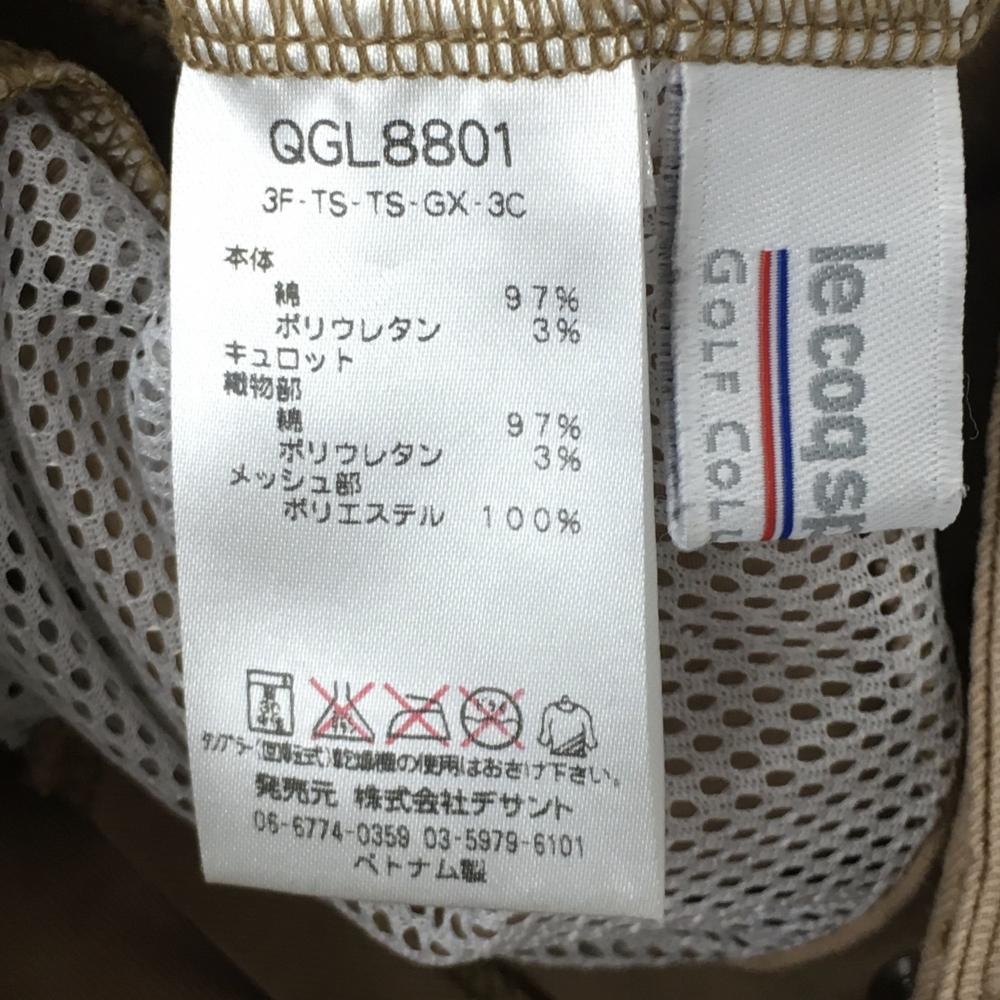 QGL8801
3F-TS-TS-GX-3C
本体
綿 97%
ポリウレタン 3%
キュロット
織物部
綿 97%
ポリウレタン 3%
メッシュ部
ポリエステル 100%
タンブラー(回転式)乾燥機の使用はおさけ下さい。
発売元 株式会社デサント
06-6774-0359 03-5979-6101
ベトナム製
lecoqsp
GOLF COLL